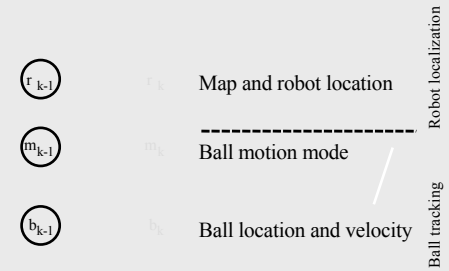 r k-1 r k Map and robot location
m k-1 m k Ball motion mode
b k-1 b k Ball location and velocity
Robot localization
Ball tracking